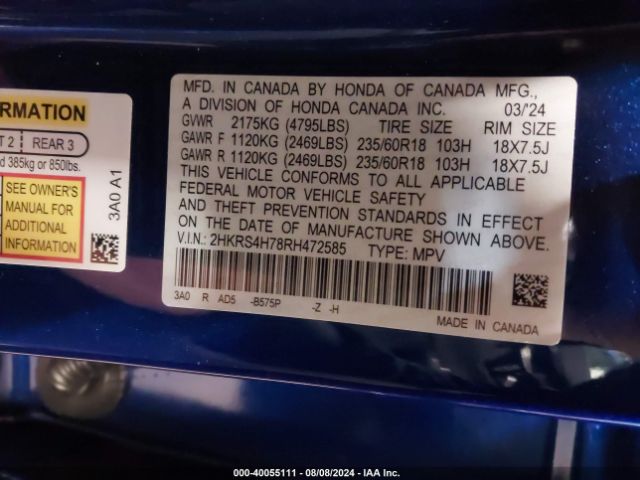 FORMATION
T 2 REAR 3
d 385kg or 850lbs.
SEE OWNER'S
MANUAL FOR
ADDITIONAL
INFORMATION
3A0 A1
MFD. IN CANADA BY HONDA OF CANADA MFG.,
A DIVISION OF HONDA CANADA INC. 03/'24
GVWR 2175KG (4795LBS) TIRE SIZE RIM SIZE
GAWR F 1120KG (2469LBS) 235/60R18 103H 18X7.5J
GAWR R 1120KG (2469LBS) 235/60R18 103H 18X7.5J
THIS VEHICLE CONFORMS TO ALL APPLICABLE
FEDERAL MOTOR VEHICLE SAFETY
AND THEFT PREVENTION STANDARDS IN EFFECT
ON THE DATE OF MANUFACTURE SHOWN ABOVE.
V.I.N.: 2HKRS4H78RH472585 TYPE: MPV
3A0 R AD5 -B575P -Z -H
MADE IN CANADA
000-40055111 - 08/08/2024 - IAA Inc.